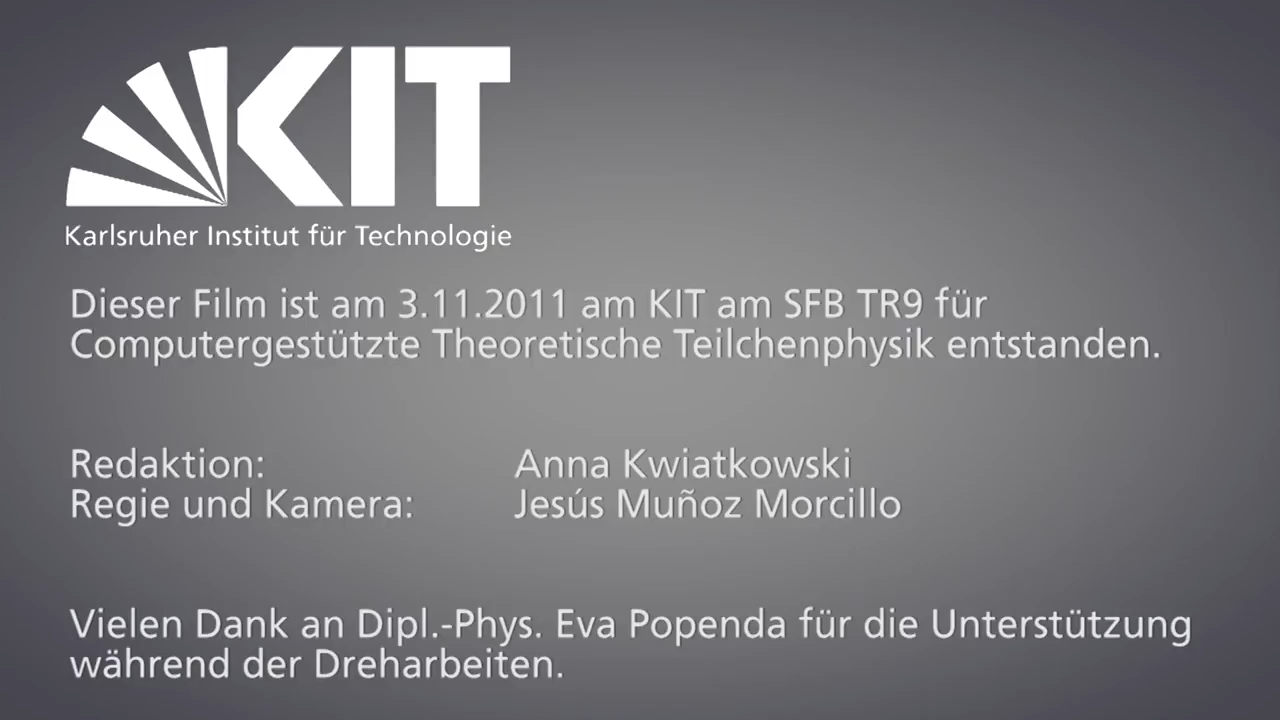 KIT
Karlsruher Institut für Technologie
Dieser Film ist am 3.11.2011 am KIT am SFB TR9 für
Computergestützte Theoretische Teilchenphysik entstanden.
Redaktion: Anna Kwiatkowski
Regie und Kamera: Jesús Muñoz Morcillo
Vielen Dank an Dipl.-Phys. Eva Popenda für die Unterstützung
während der Dreharbeiten.